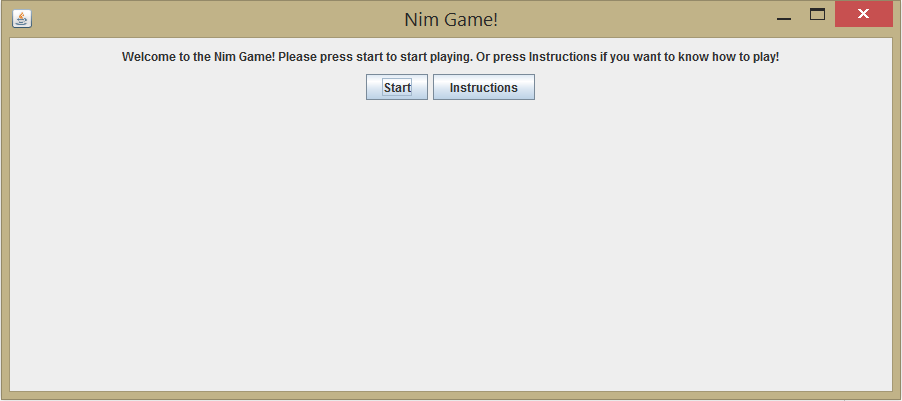 Nim Game!
Welcome to the Nim Game! Please press start to start playing. Or press Instructions if you want to know how to play!
Start Instructions